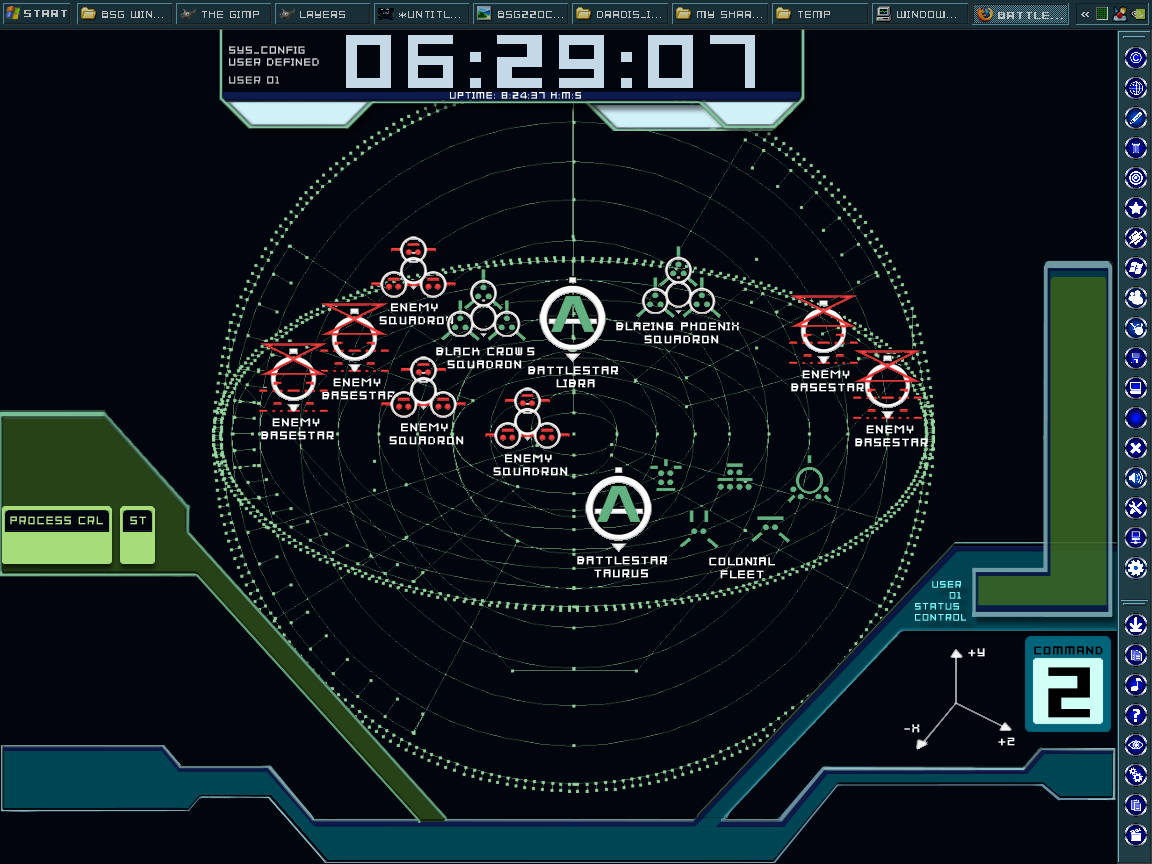 START
BSG WIN...
THE GIMP
LAYERS
*UNTITL...
BSG220C...
DRADIS_I...
MY SHAR...
TEMP
WINDOW...
BATTLE...
«
SYS_CONFIG
USER DEFINED
USER 01
06:29:07
UPTIME: 8:24:37 H:M:S
ENEMY
SQUADRON
BLACK CROWS
SQUADRON
BATTLESTAR
LIBRA
BLAZING PHOENIX
SQUADRON
ENEMY
BASESTAR
ENEMY
BASESTAR
ENEMY
BASESTAR
ENEMY
BASESTAR
ENEMY
SQUADRON
ENEMY
SQUADRON
BATTLESTAR
TAURUS
COLONIAL
FLEET
PROCESS CRL
ST
USER
01
STATUS
CONTROL
+Y
-X
+Z
COMMAND
2